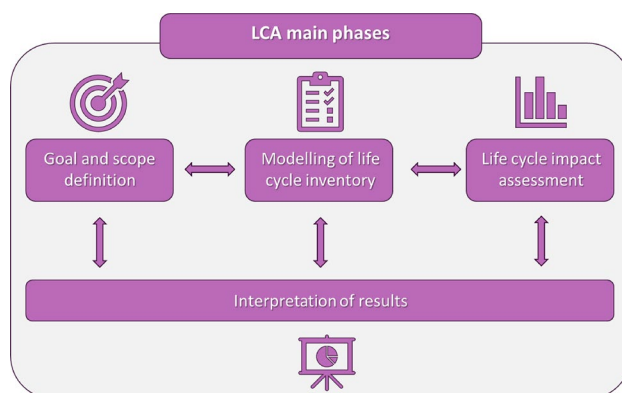 LCA main phases
Goal and scope
definition
Modelling of life
cycle inventory
Life cycle impact
assessment
Interpretation of results